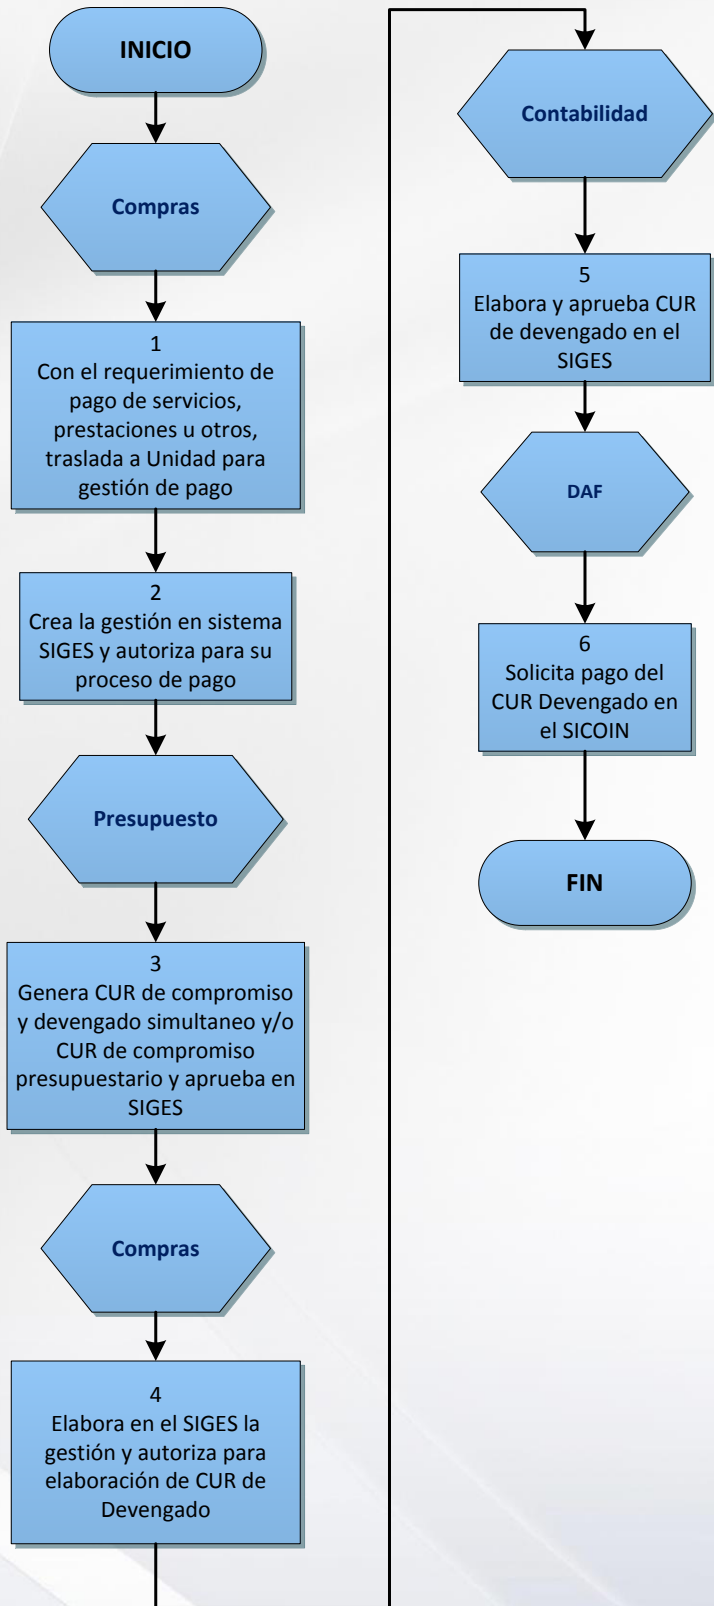 INICIO
Compras
1
Con el requerimiento de
pago de servicios,
prestaciones u otros,
traslada a Unidad para
gestión de pago
2
Crea la gestión en sistema
SIGES y autoriza para su
proceso de pago
Presupuesto
3
Genera CUR de compromiso
y devengado simultaneo y/o
CUR de compromiso
presupuestario y aprueba en
SIGES
Compras
4
Elabora en el SIGES la
gestión y autoriza para
elaboración de CUR de
Devengado
Contabilidad
5
Elabora y aprueba CUR
de devengado en el
SIGES
DAF
6
Solicita pago del
CUR Devengado en
el SICOIN
FIN